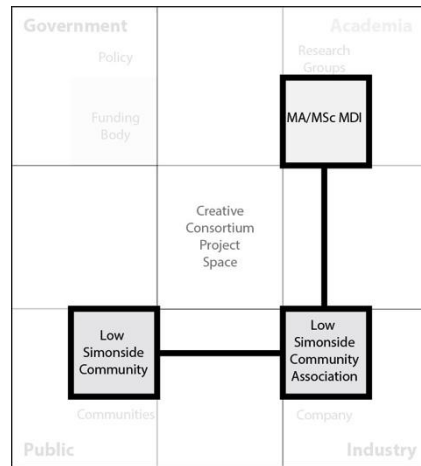 Government
Academia
Policy
Research
Groups
Funding
Body
MA/MSc MDI
Creative
Consortium
Project
Space
Low
Simonside
Community
Low
Simonside
Community
Association
Communities
Company
Public
Industry